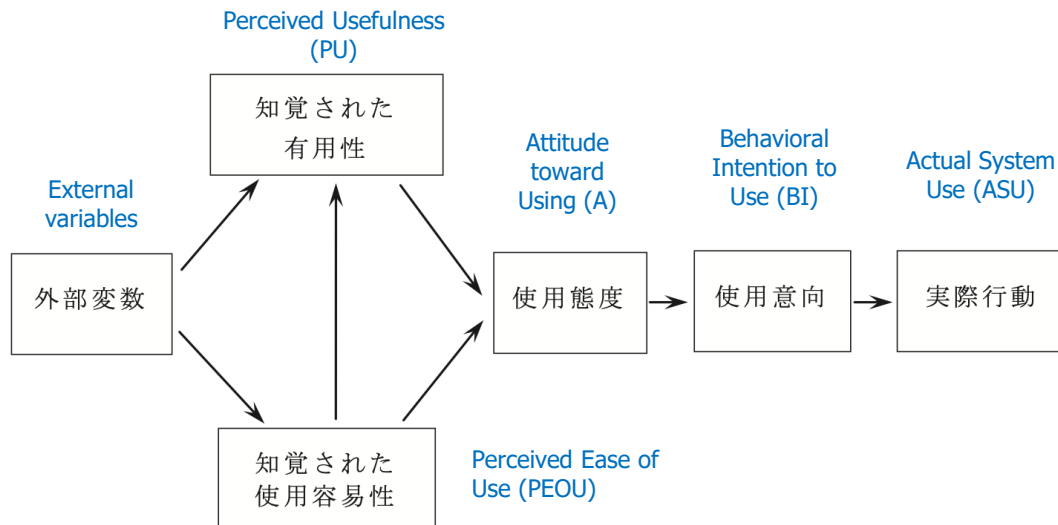 Perceived Usefulness
(PU)
知覚された
有用性
External
variables
外部変数
Attitude
toward
Using (A)
使用態度
Behavioral
Intention to
Use (BI)
使用意向
Actual System
Use (ASU)
実際行動
知覚された
使用容易性
Perceived Ease of
Use (PEOU)